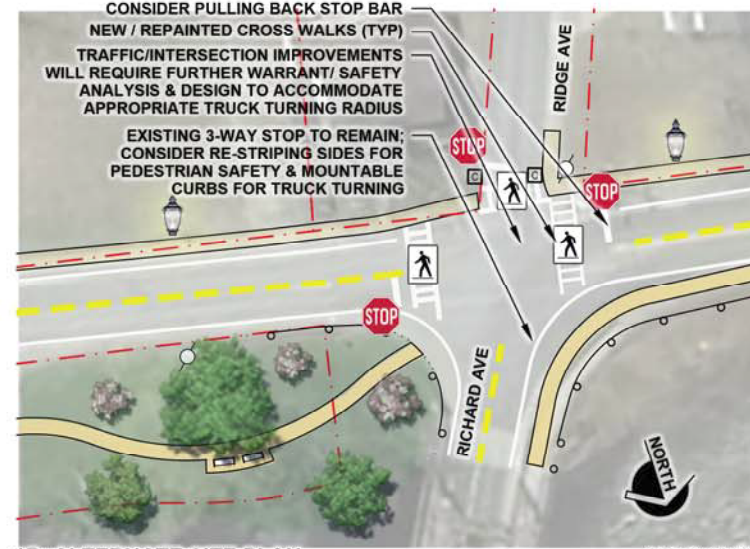 CONSIDER PULLING BACK STOP BAR
NEW / REPAINTED CROSS WALKS (TYP)
TRAFFIC/INTERSECTION IMPROVEMENTS
WILL REQUIRE FURTHER WARRANT/ SAFETY
ANALYSIS & DESIGN TO ACCOMMODATE
APPROPRIATE TRUCK TURNING RADIUS
EXISTING 3-WAY STOP TO REMAIN;
CONSIDER RE-STRIPING SIDES FOR
PEDESTRIAN SAFETY & MOUNTABLE
CURBS FOR TRUCK TURNING
RIDGE AVE
STOP
C
C
STOP
STOP
RICHARD AVE
NORTH